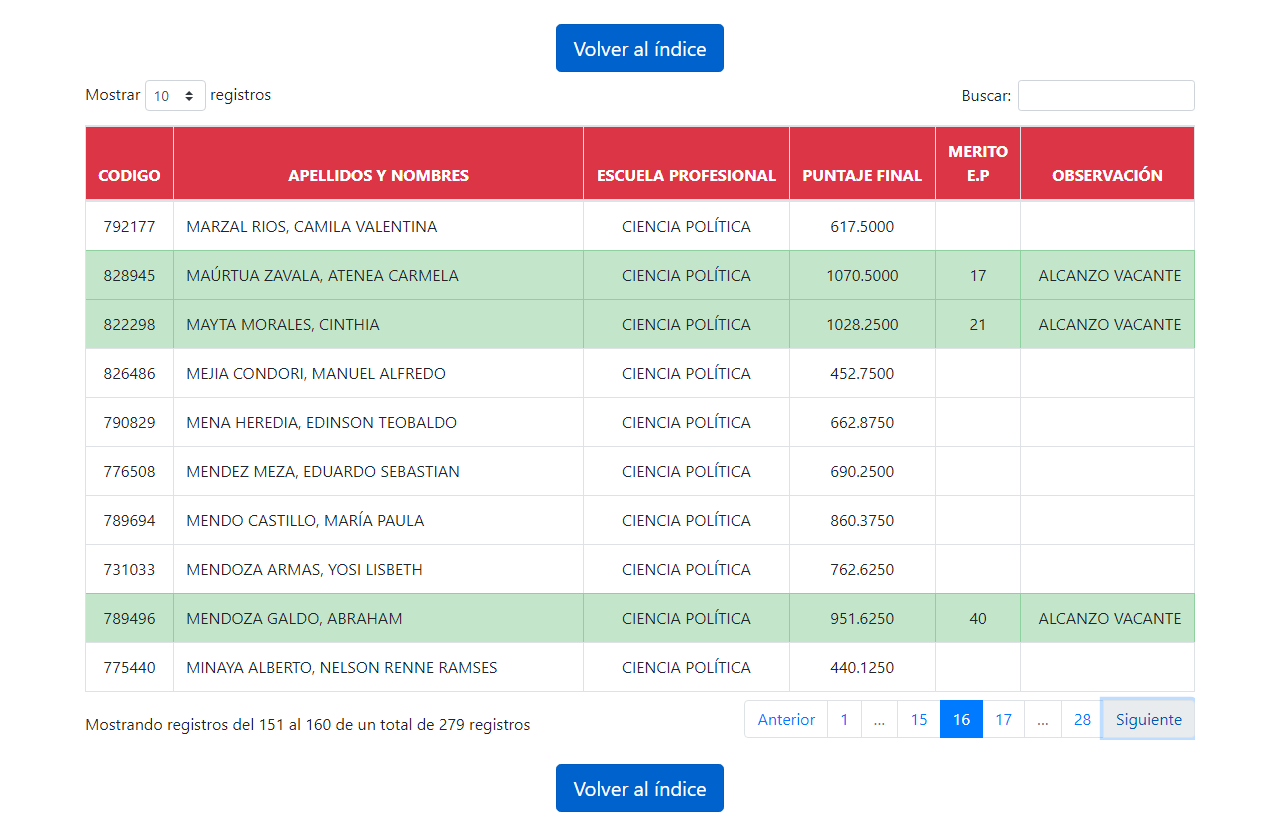 Volver al índice
Mostrar 10 registros Buscar:
CODIGO APELLIDOS Y NOMBRES ESCUELA PROFESIONAL PUNTAJE FINAL MERITO E.P OBSERVACIÓN
792177 MARZAL RIOS, CAMILA VALENTINA CIENCIA POLÍTICA 617.5000
828945 MAÚRTUA ZAVALA, ATENEA CARMELA CIENCIA POLÍTICA 1070.5000 17 ALCANZO VACANTE
822298 MAYTA MORALES, CINTHIA CIENCIA POLÍTICA 1028.2500 21 ALCANZO VACANTE
826486 MEJIA CONDORI, MANUEL ALFREDO CIENCIA POLÍTICA 452.7500
790829 MENA HEREDIA, EDINSON TEOBALDO CIENCIA POLÍTICA 662.8750
776508 MENDEZ MEZA, EDUARDO SEBASTIAN CIENCIA POLÍTICA 690.2500
789694 MENDO CASTILLO, MARÍA PAULA CIENCIA POLÍTICA 860.3750
731033 MENDOZA ARMAS, YOSI LISBETH CIENCIA POLÍTICA 762.6250
789496 MENDOZA GALDO, ABRAHAM CIENCIA POLÍTICA 951.6250 40 ALCANZO VACANTE
775440 MINAYA ALBERTO, NELSON RENNE RAMSES CIENCIA POLÍTICA 440.1250
Mostrando registros del 151 al 160 de un total de 279 registros Anterior 1 ... 15 16 17 ... 28 Siguiente
Volver al índice